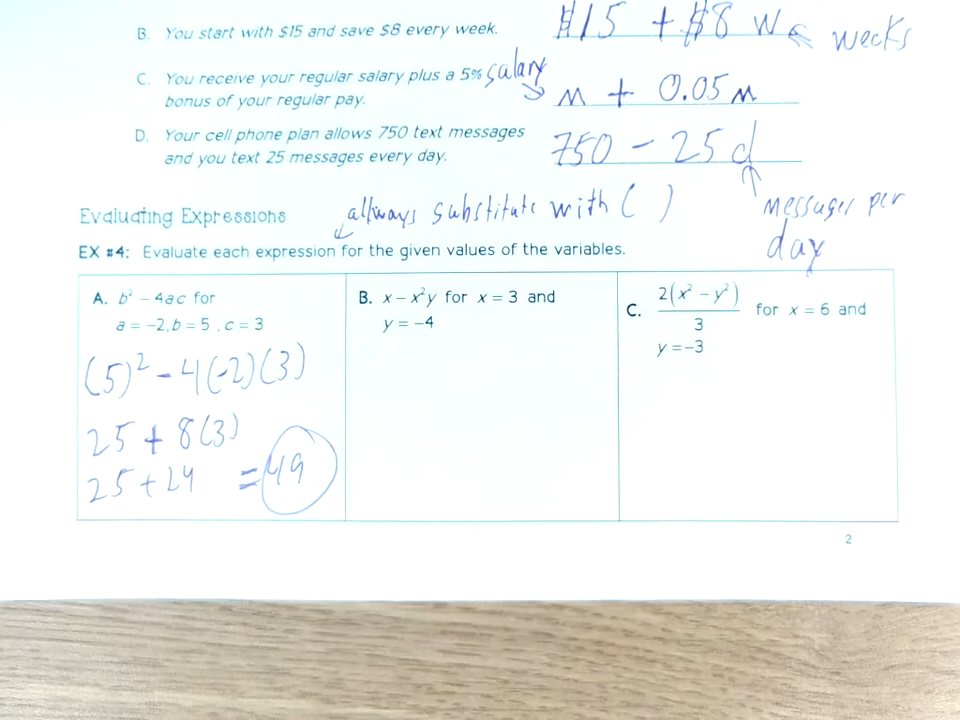 B. You start with $15 and save $8 every week. $15 + $8 W ← weeks
C. You receive your regular salary plus a 5% salary
bonus of your regular pay. M + 0.05 M
D. Your cell phone plan allows 750 text messages
and you text 25 messages every day. 750 - 25 d
messages per
day
Evaluating Expressions allways substitute with ( )
EX #4: Evaluate each expression for the given values of the variables.
A. b² - 4ac for
a = -2, b = 5, c = 3
(5)² - 4(-2)(3)
25 + 8(3)
25 + 24 = 49
B. x - x²y for x = 3 and
y = -4
C. 2(x² - y²)/3 for x = 6 and
y = -3
2